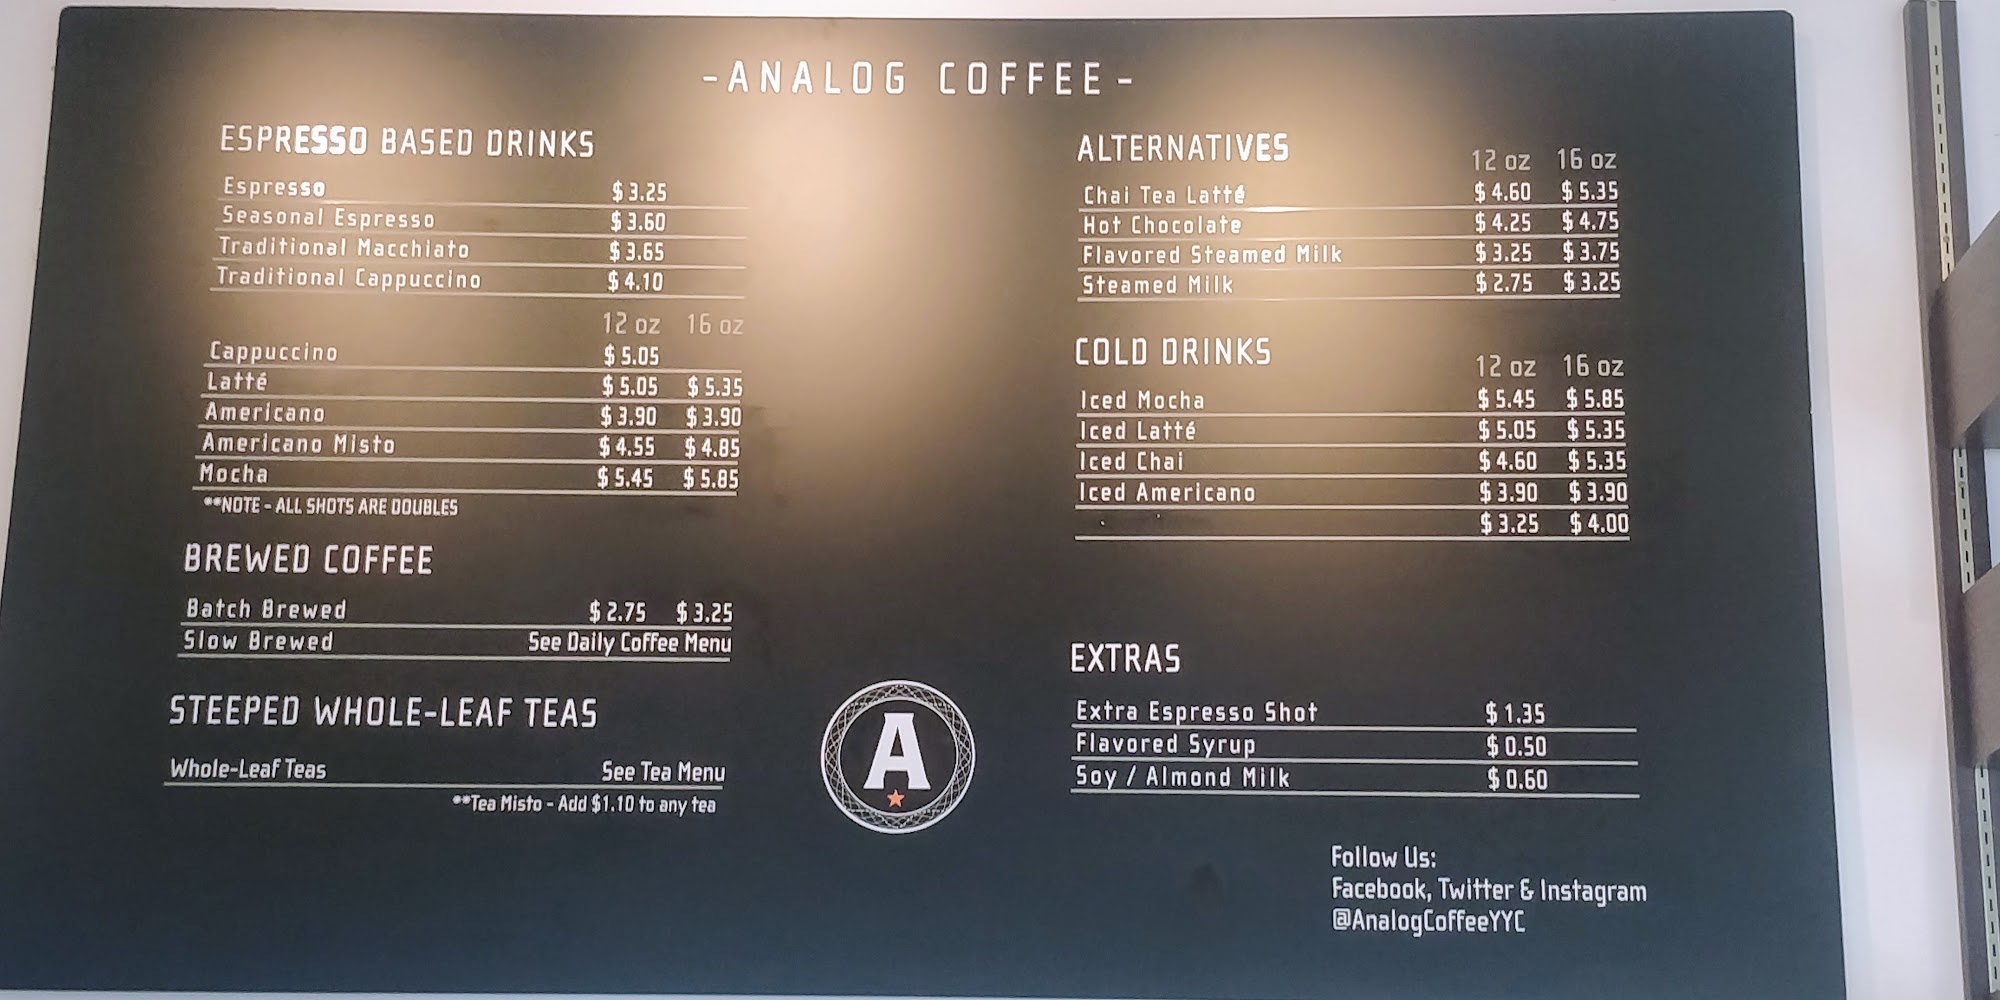 -ANALOG COFFEE-
ESPRESSO BASED DRINKS
Espresso $3.25
Seasonal Espresso $3.60
Traditional Macchiato $3.65
Traditional Cappuccino $4.10
12 oz 16 oz
Cappuccino $5.05
Latté $5.05 $5.35
Americano $3.90 $3.90
Americano Misto $4.55 $4.85
Mocha $5.45 $5.85
**NOTE - ALL SHOTS ARE DOUBLES
BREWED COFFEE
Batch Brewed $2.75 $3.25
Slow Brewed See Daily Coffee Menu
STEEPED WHOLE-LEAF TEAS
Whole-Leaf Teas See Tea Menu
**Tea Misto - Add $1.10 to any tea
A
ALTERNATIVES
12 oz 16 oz
Chai Tea Latté $4.60 $5.35
Hot Chocolate $4.25 $4.75
Flavored Steamed Milk $3.25 $3.75
Steamed Milk $2.75 $3.25
COLD DRINKS
12 oz 16 oz
Iced Mocha $5.45 $5.85
Iced Latté $5.05 $5.35
Iced Chai $4.60 $5.35
Iced Americano $3.90 $3.90
$3.25 $4.00
EXTRAS
Extra Espresso Shot $1.35
Flavored Syrup $0.50
Soy / Almond Milk $0.60
Follow Us:
Facebook, Twitter & Instagram
@AnalogCoffeeYYC